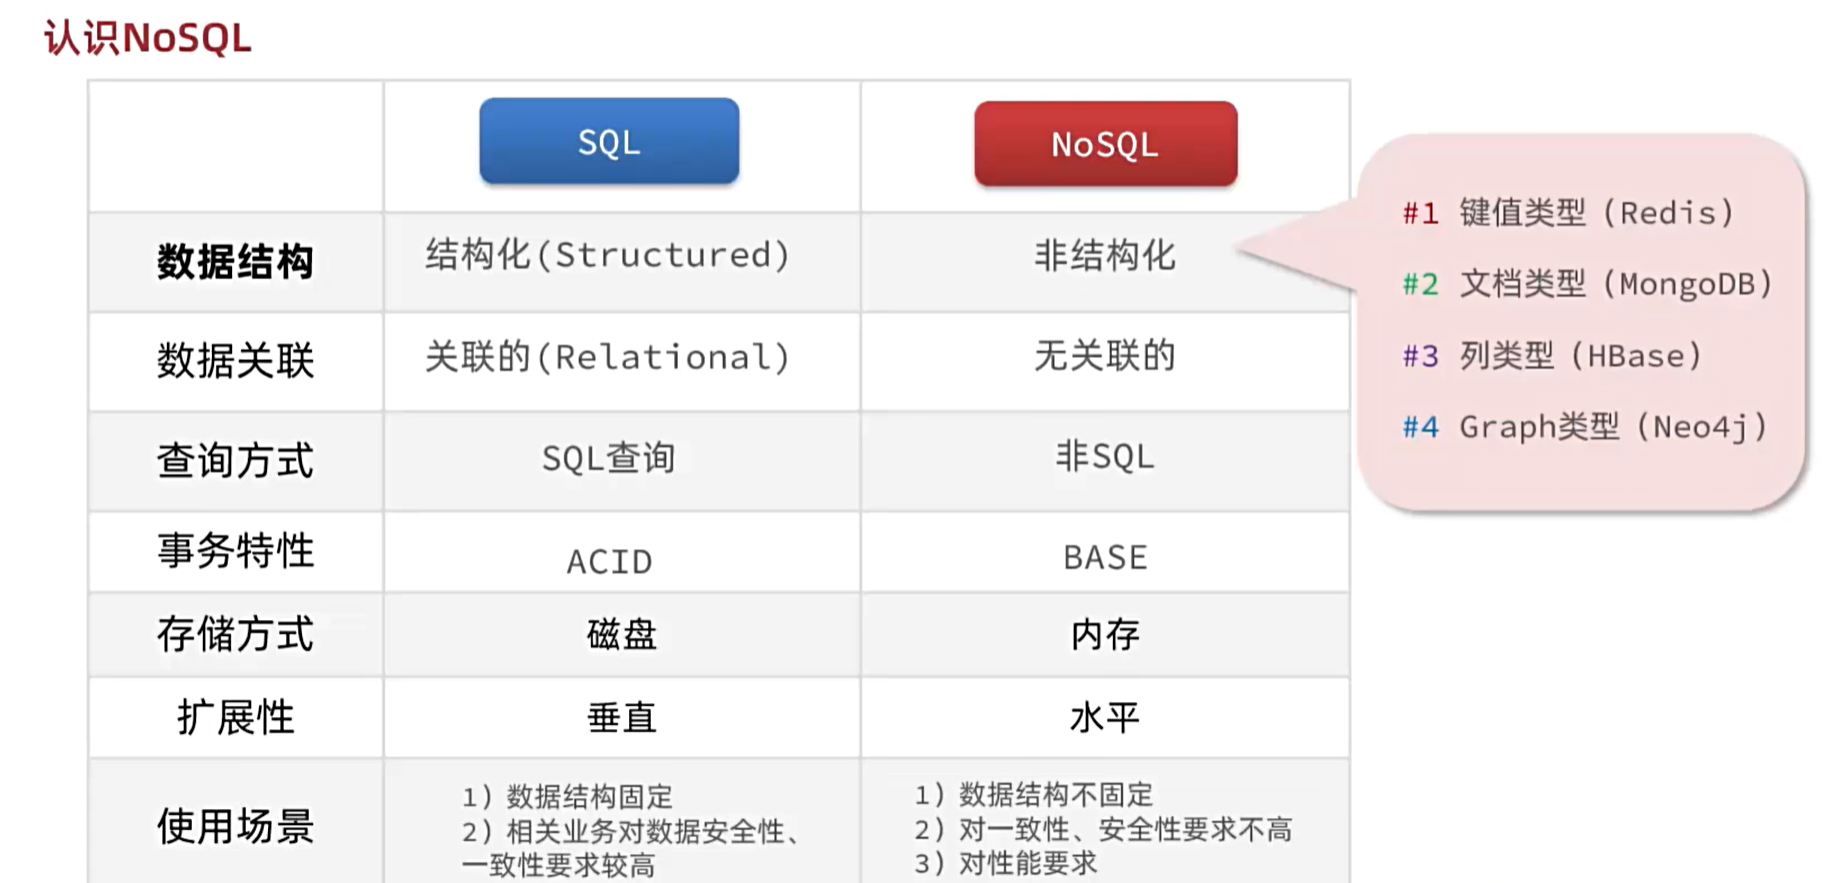 认识NoSQL
SQL
NoSQL
数据结构
结构化(Structured)
非结构化
数据关联
关联的(Relational)
无关联的
查询方式
SQL查询
非SQL
事务特性
ACID
BASE
存储方式
磁盘
内存
扩展性
垂直
水平
使用场景
1）数据结构固定
2）相关业务对数据安全性、
一致性要求较高
1）数据结构不固定
2）对一致性、安全性要求不高
3）对性能要求
#1 键值类型（Redis）
#2 文档类型（MongoDB）
#3 列类型（HBase）
#4 Graph类型（Neo4j）